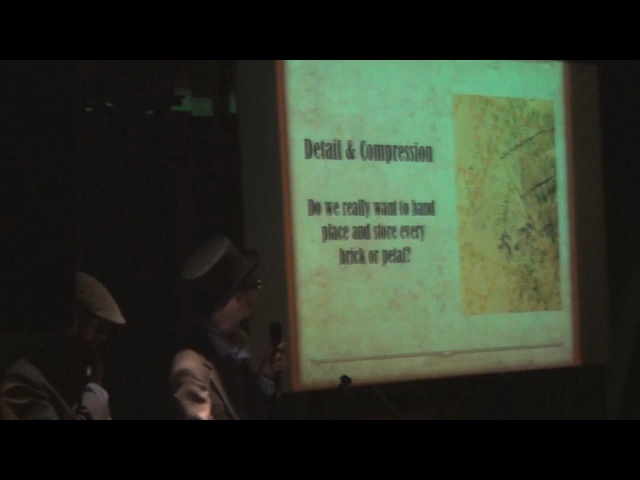 Detail & Compression
Do we really want to hand
place and store every
brick or petal?